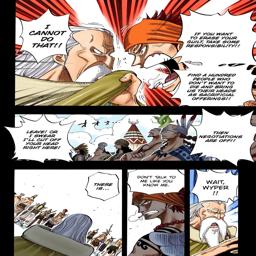 I
CANNOT
DO
THAT!!
IF YOU WANT
TO ERASE YOUR
GUILT, TAKE SOME
RESPONSIBILITY!!
FIND A HUNDRED
PEOPLE WHO
DON'T WANT TO
DIE AND BRING
US THEIR HEADS
AS SACRIFICIAL
OFFERINGS!!
LEAVE! OR I
SWEAR
I'LL CUT OFF
YOUR HEAD
RIGHT HERE!
THEN
NEGOTIATIONS
ARE OFF!!
THERE
IS...
DON'T TALK TO
ME LIKE YOU
KNOW ME.
WAIT,
WYPER!!